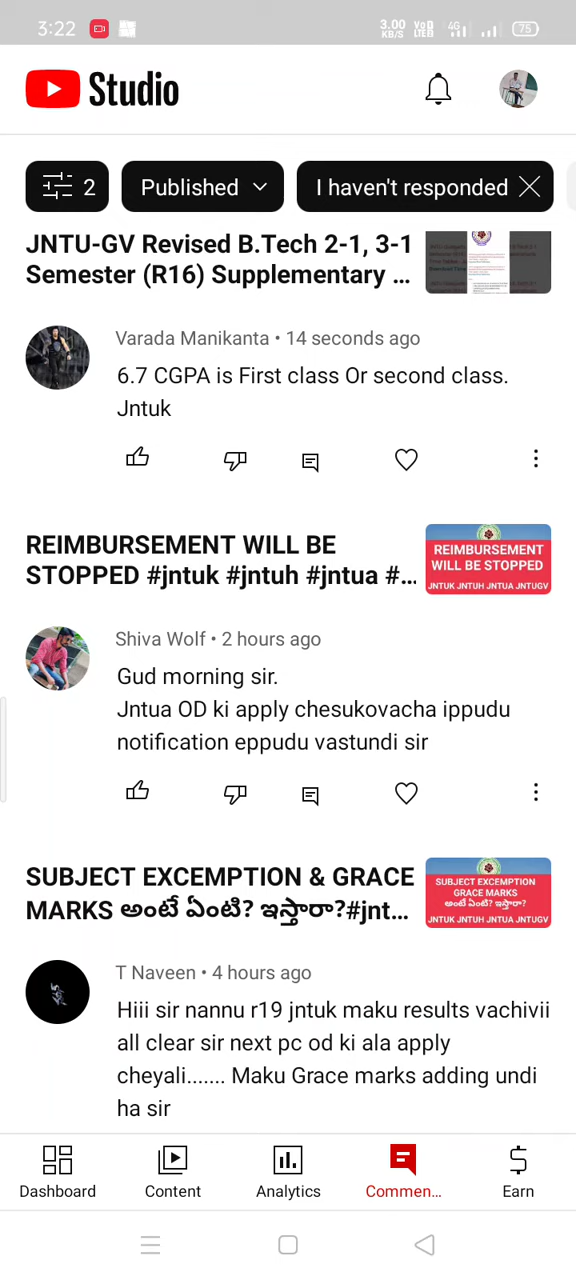 3:22
3.00 KB/S VoD LTE 4G 75
Studio
2
Published
I haven't responded
JNTU-GV Revised B.Tech 2-1, 3-1
Semester (R16) Supplementary ...
Varada Manikanta • 14 seconds ago
6.7 CGPA is First class Or second class.
Jntuk
REIMBURSEMENT WILL BE
STOPPED #jntuk #jntuh #jntua #...
REIMBURSEMENT
WILL BE STOPPED
JNTUK JNTUH JNTUA JNTUGV
Shiva Wolf • 2 hours ago
Gud morning sir.
Jntua OD ki apply chesukovacha ippudu
notification eppudu vastundi sir
SUBJECT EXCEMPTION & GRACE
MARKS అంటే ఏంటి? ఇస్తారా?#jnt...
SUBJECT EXCEMPTION
GRACE MARKS
అంటే ఏంటి? ఇస్తారా?
JNTUK JNTUH JNTUA JNTUGV
T Naveen • 4 hours ago
Hiii sir nannu r19 jntuk maku results vachivii
all clear sir next pc od ki ala apply
cheyali....... Maku Grace marks adding undi
ha sir
Dashboard
Content
Analytics
Commen...
Earn